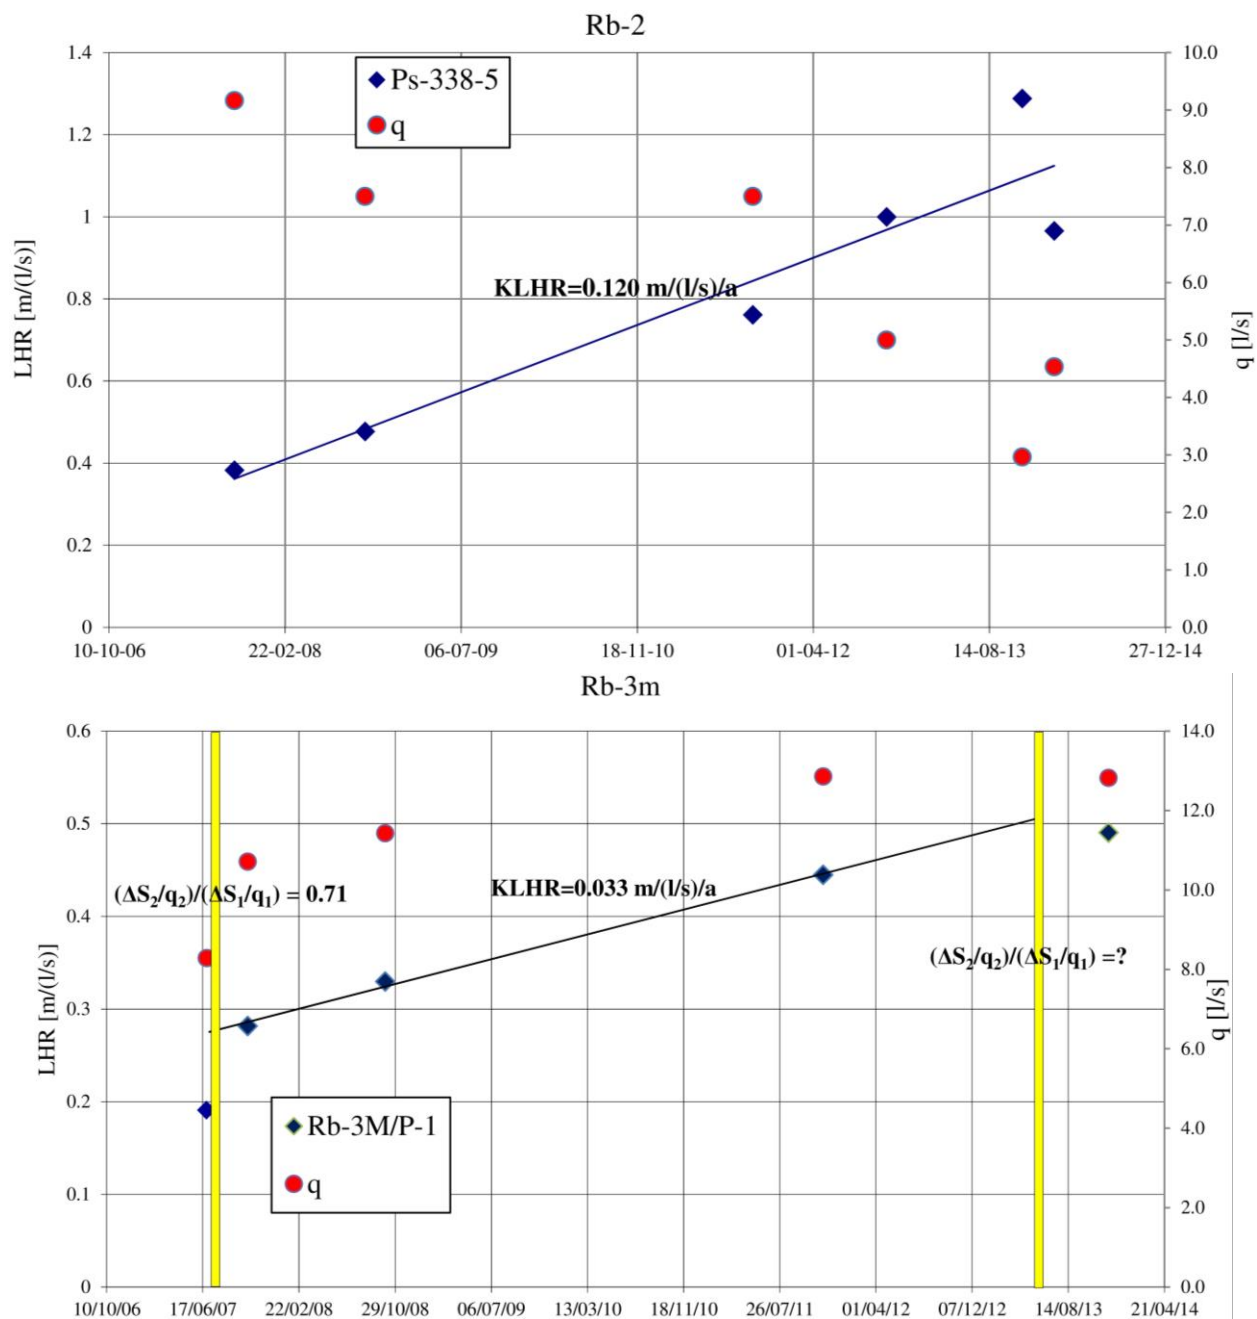 Rb-2
1.4
1.2
1
0.8
0.6
0.4
0.2
0
LHR [m/(l/s)]
Ps-338-5
q
KLHR=0.120 m/(l/s)/a
10.0
9.0
8.0
7.0
6.0
5.0
4.0
3.0
2.0
1.0
0.0
q [l/s]
10-10-06 22-02-08 06-07-09 18-11-10 01-04-12 14-08-13 27-12-14
Rb-3m
0.6
0.5
0.4
0.3
0.2
0.1
0
LHR [m/(l/s)]
(ΔS₂/q₂)/(ΔS₁/q₁) = 0.71
KLHR=0.033 m/(l/s)/a
(ΔS₂/q₂)/(ΔS₁/q₁) =?
Rb-3M/P-1
q
14.0
12.0
10.0
8.0
6.0
4.0
2.0
0.0
q [l/s]
10/10/06 17/06/07 22/02/08 29/10/08 06/07/09 13/03/10 18/11/10 26/07/11 01/04/12 07/12/12 14/08/13 21/04/14